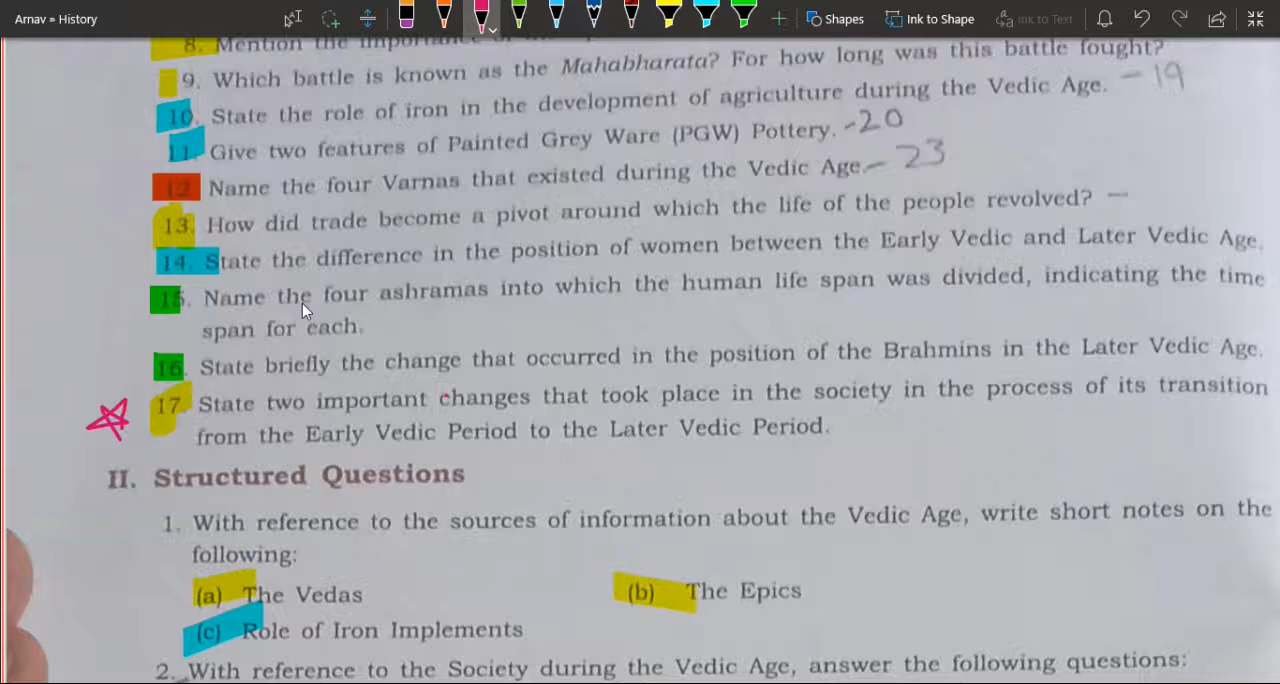 Arnav » History
Shapes
Ink to Shape
Ink to Text
8. Mention the importance
9. Which battle is known as the Mahabharata? For how long was this battle fought?
10. State the role of iron in the development of agriculture during the Vedic Age. - 19
11. Give two features of Painted Grey Ware (PGW) Pottery. - 20
12 Name the four Varnas that existed during the Vedic Age - 23
13. How did trade become a pivot around which the life of the people revolved? -
14. State the difference in the position of women between the Early Vedic and Later Vedic Age.
15. Name the four ashramas into which the human life span was divided, indicating the time
span for each.
16. State briefly the change that occurred in the position of the Brahmins in the Later Vedic Age.
17 State two important changes that took place in the society in the process of its transition
from the Early Vedic Period to the Later Vedic Period.
II. Structured Questions
1. With reference to the sources of information about the Vedic Age, write short notes on the
following:
(a) The Vedas (b) The Epics
(c) Role of Iron Implements
2. With reference to the Society during the Vedic Age, answer the following questions: